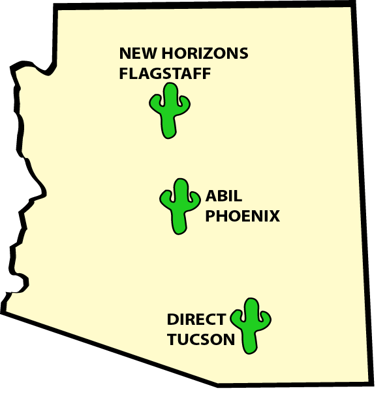 NEW HORIZONS
FLAGSTAFF
ABIL
PHOENIX
DIRECT
TUCSON